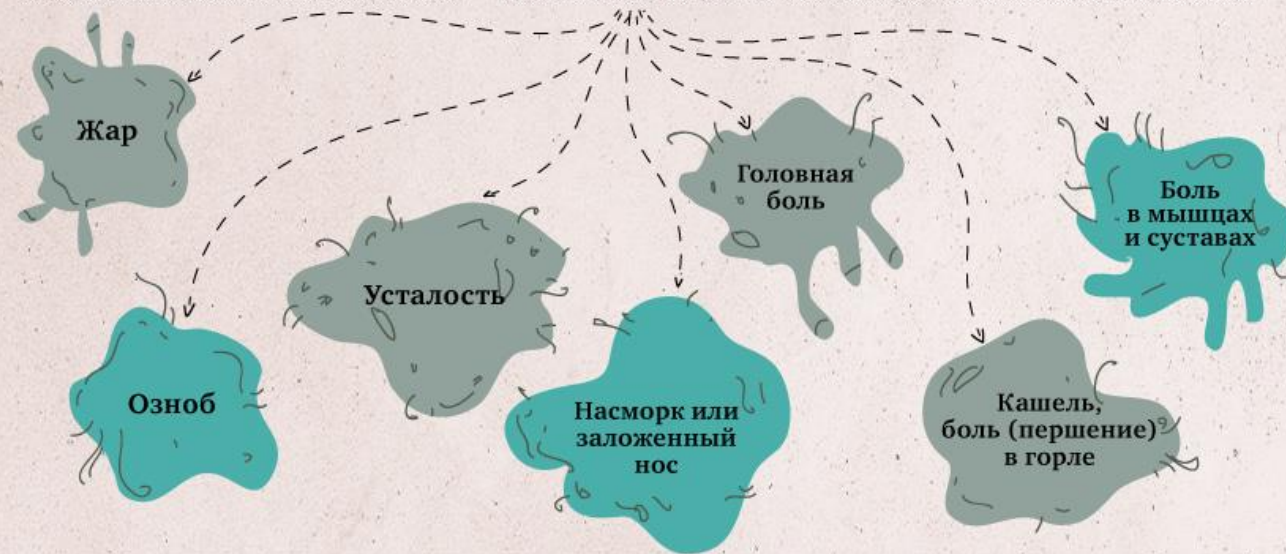 Жар
Головная
боль
Боль
в мышцах
и суставах
Усталость
Озноб
Насморк или
заложенный
нос
Кашель,
боль (першение)
в горле